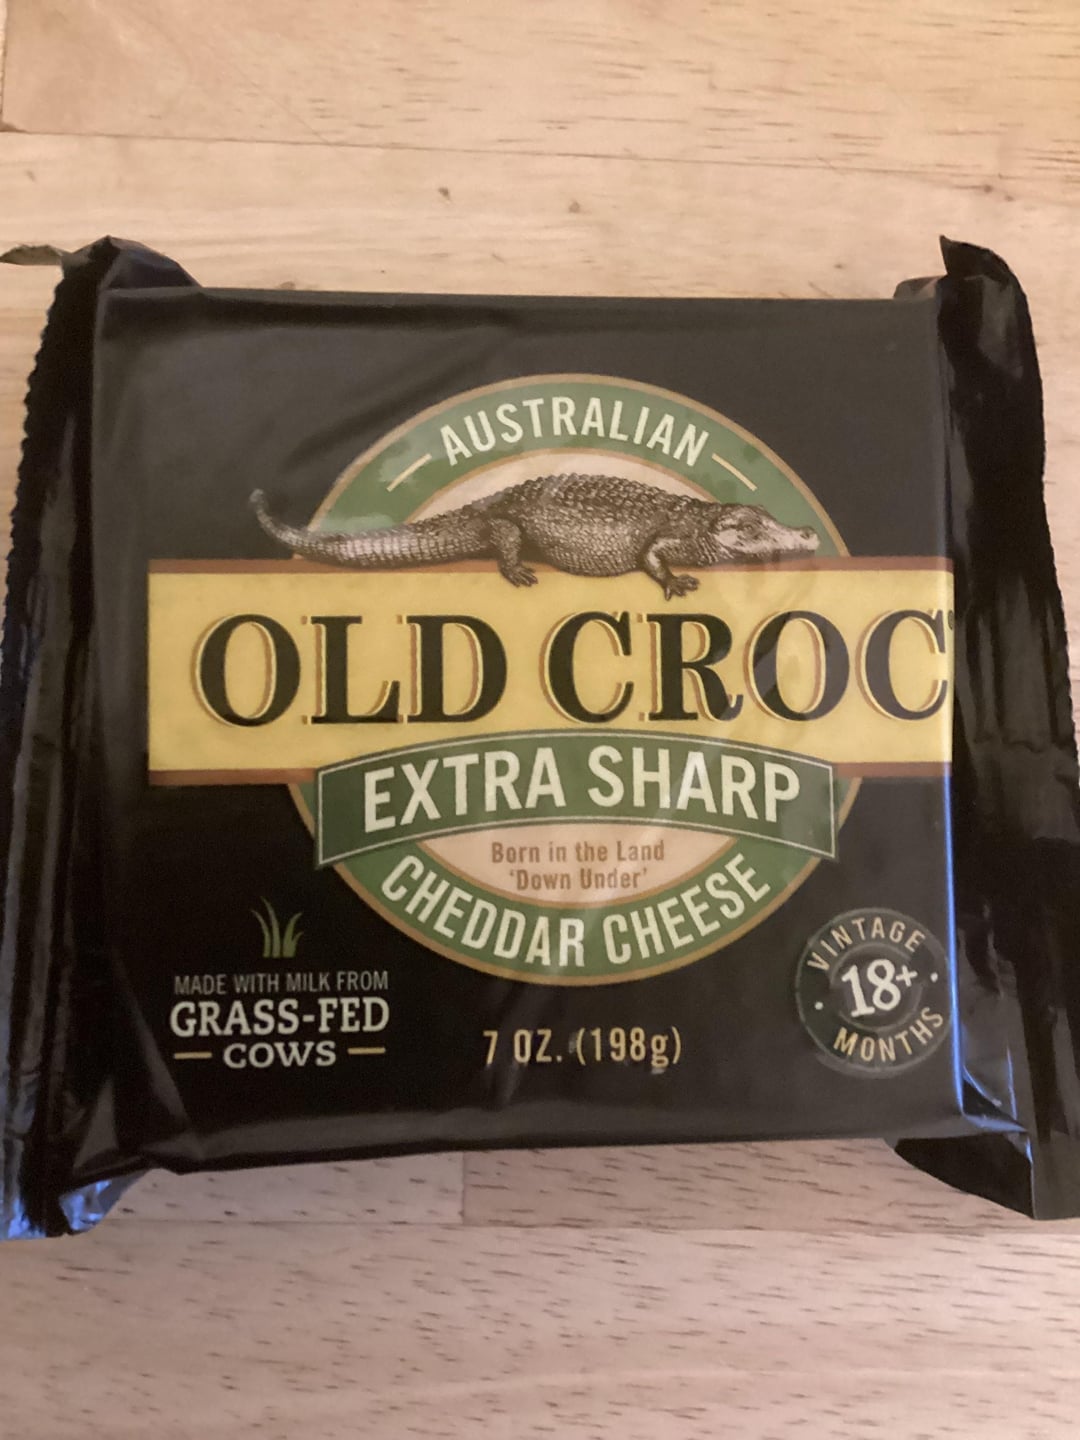 AUSTRALIAN
OLD CROC®
EXTRA SHARP
Born in the Land
'Down Under'
CHEDDAR CHEESE
MADE WITH MILK FROM
GRASS-FED
COWS
7 OZ. (198g)
VINTAGE
18+
MONTHS